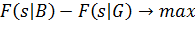 F(s|B) − F(s|G) → max